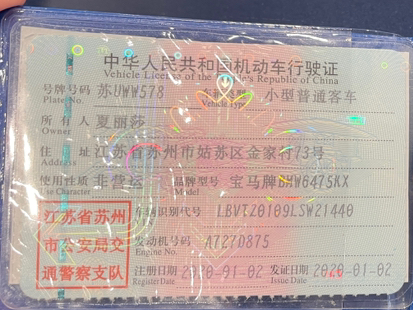 中华人民共和国机动车行驶证
Vehicle License of the People's Republic of China
号牌号码 苏UWW578 车辆类型 小型普通客车
Plate No. Vehicle Type
所有人 夏丽莎
Owner
住址 江苏省苏州市姑苏区金家村73号
Address
使用性质 非营运 品牌型号 宝马牌BMW6475KX
Use Character
江苏省苏州 车辆识别代号 LBVTZ0109LSW21440
市公安局交 发动机号码 A727D875
Engine No.
通警察支队 注册日期 2020-01-02 发证日期 2020-01-02
Register Date Issue Date